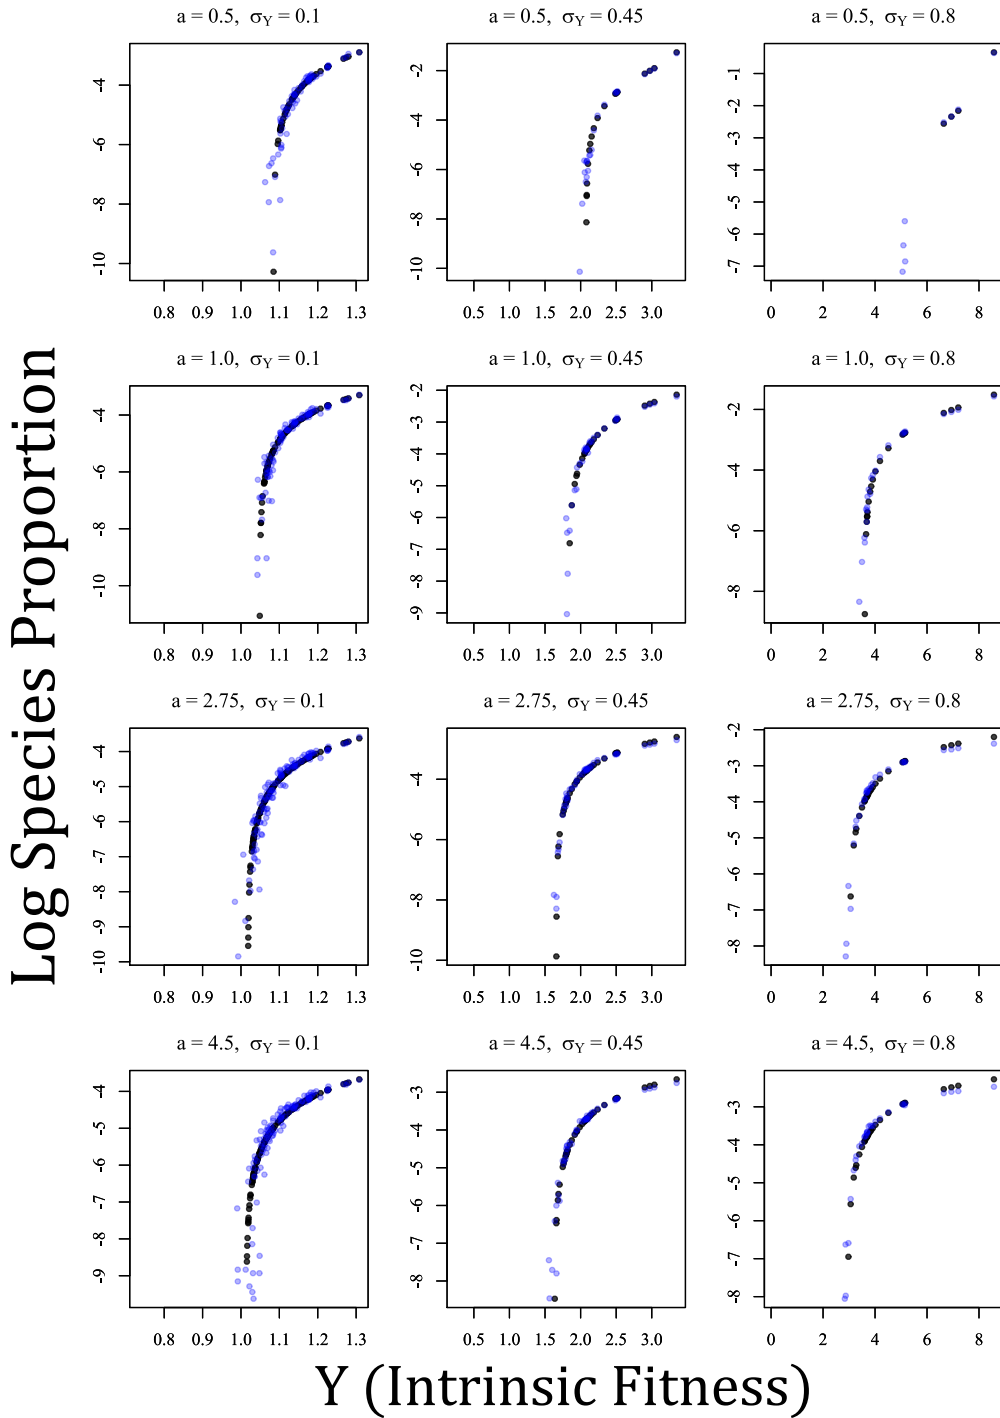 a = 0.5, σY = 0.1
a = 0.5, σY = 0.45
a = 0.5, σY = 0.8
-4
-6
-8
-10
0.8 0.9 1.0 1.1 1.2 1.3
-2
-4
-6
-8
-10
0.5 1.0 1.5 2.0 2.5 3.0
-1
-2
-3
-4
-5
-6
-7
0 2 4 6 8
a = 1.0, σY = 0.1
a = 1.0, σY = 0.45
a = 1.0, σY = 0.8
-4
-6
-8
-10
0.8 0.9 1.0 1.1 1.2 1.3
-2
-3
-4
-5
-6
-7
-8
-9
0.5 1.0 1.5 2.0 2.5 3.0
-2
-4
-6
-8
0 2 4 6 8
a = 2.75, σY = 0.1
a = 2.75, σY = 0.45
a = 2.75, σY = 0.8
-4
-5
-6
-7
-8
-9
-10
0.8 0.9 1.0 1.1 1.2 1.3
-4
-6
-8
-10
0.5 1.0 1.5 2.0 2.5 3.0
-2
-3
-4
-5
-6
-7
-8
0 2 4 6 8
a = 4.5, σY = 0.1
a = 4.5, σY = 0.45
a = 4.5, σY = 0.8
-4
-5
-6
-7
-8
-9
0.8 0.9 1.0 1.1 1.2 1.3
-3
-4
-5
-6
-7
-8
0.5 1.0 1.5 2.0 2.5 3.0
-3
-4
-5
-6
-7
-8
0 2 4 6 8
Log Species Proportion
Y (Intrinsic Fitness)